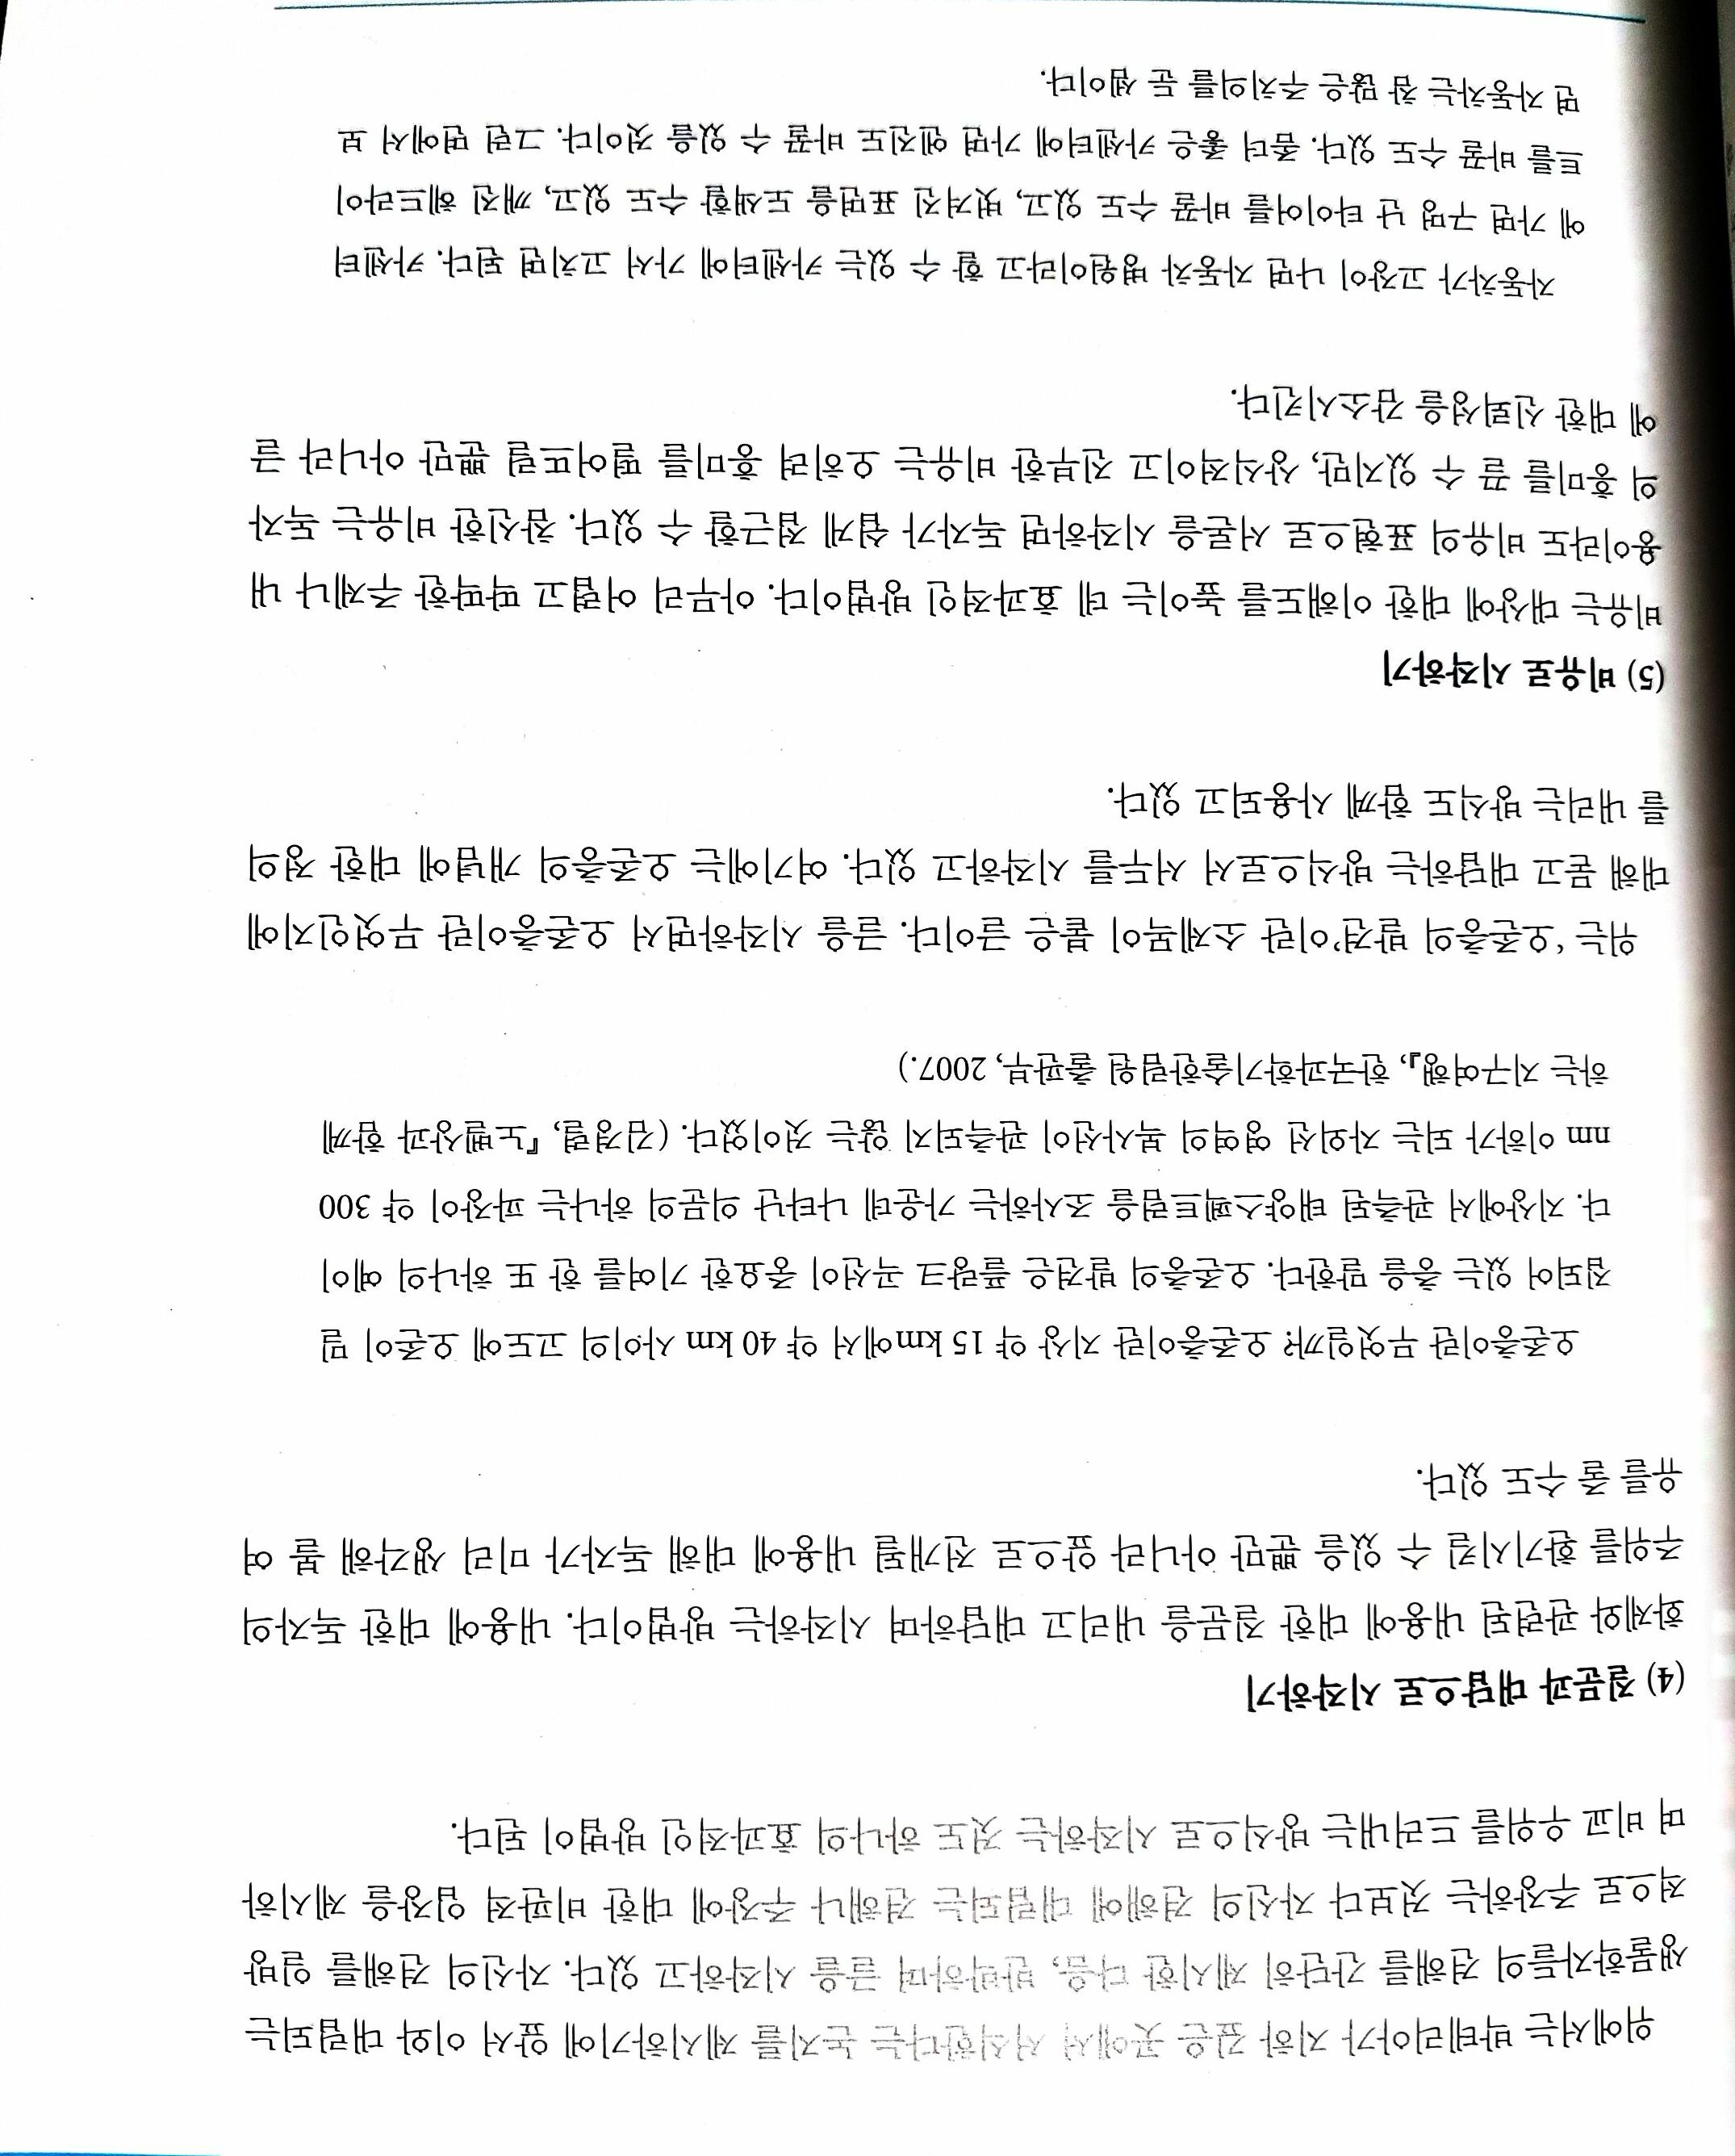 위에서는 박테리아가 지하 깊은 곳에서 서식한다는 논지를 제시하기에 앞서 이와 대립되는
생물학자들의 견해를 간단히 제시한 다음, 반박하며 글을 시작하고 있다. 자신의 견해를 일방
적으로 주장하는 것보다 자신의 견해에 대립되는 견해나 주장에 대한 비판적 입장을 제시하
며 비교 우위를 드러내는 방식으로 시작하는 것도 하나의 효과적인 방법이 된다.
(4) 질문과 대답으로 시작하기
화제와 관련된 내용에 대한 질문을 내리고 대답하며 시작하는 방법이다. 내용에 대한 독자의
주위를 환기시킬 수 있을 뿐만 아니라 앞으로 전개될 내용에 대해 독자가 미리 생각해 볼 여
유를 줄 수도 있다.
오존층이란 무엇일까? 오존층이란 지상 약 15 km에서 약 40 km 사이의 고도에 오존이 밀
집되어 있는 층을 말한다. 오존층의 발견은 플랑크 곡선이 중요한 기여를 한 또 하나의 예이
다. 지상에서 관측된 태양스펙트럼을 조사하는 가운데 나타난 의문의 하나는 파장이 약 300
nm 이하가 되는 자외선 영역의 복사선이 관측되지 않는 것이었다. (김경렬, 『노벨상과 함께
하는 지구여행』, 한국과학기술한림원 출판부, 2007.)
위는 ‘오존층의 발견’이란 소제목이 붙은 글이다. 글을 시작하면서 오존층이란 무엇인지에
대해 묻고 대답하는 방식으로서 서두를 시작하고 있다. 여기에는 오존층의 개념에 대한 정의
를 내리는 방식도 함께 사용되고 있다.
(5) 비유로 시작하기
비유는 대상에 대한 이해도를 높이는 데 효과적인 방법이다. 아무리 어렵고 딱딱한 주제나 내
용이라도 비유의 표현으로 서론을 시작하면 독자가 쉽게 접근할 수 있다. 참신한 비유는 독자
의 흥미를 끌 수 있지만, 상식적이고 진부한 비유는 오히려 흥미를 떨어뜨릴 뿐만 아니라 글
에 대한 신뢰성을 감소시킨다.
자동차가 고장이 나면 자동차 병원이라고 할 수 있는 카센터에 가서 고치면 된다. 카센터
에 가면 구멍 난 타이어를 바꿀 수도 있고, 벗겨진 표면을 도색할 수도 있고, 깨진 헤드라이
트를 바꿀 수도 있다. 좀더 좋은 카센터에 가면 엔진도 바꿀 수 있을 것이다. 그런 면에서 보
면 자동차는 참 많은 주치의를 둔 셈이다.